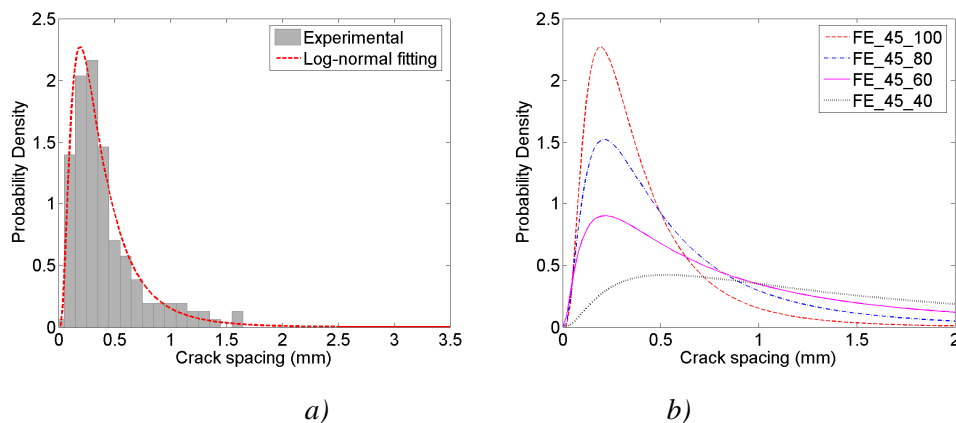 2.5
2
1.5
1
0.5
0
Probability Density
0 0.5 1 1.5 2 2.5 3 3.5
Crack spacing (mm)
Experimental
Log-normal fitting
a)
2.5
2
1.5
1
0.5
0
Probability Density
0 0.5 1 1.5 2
Crack spacing (mm)
FE_45_100
FE_45_80
FE_45_60
FE_45_40
b)